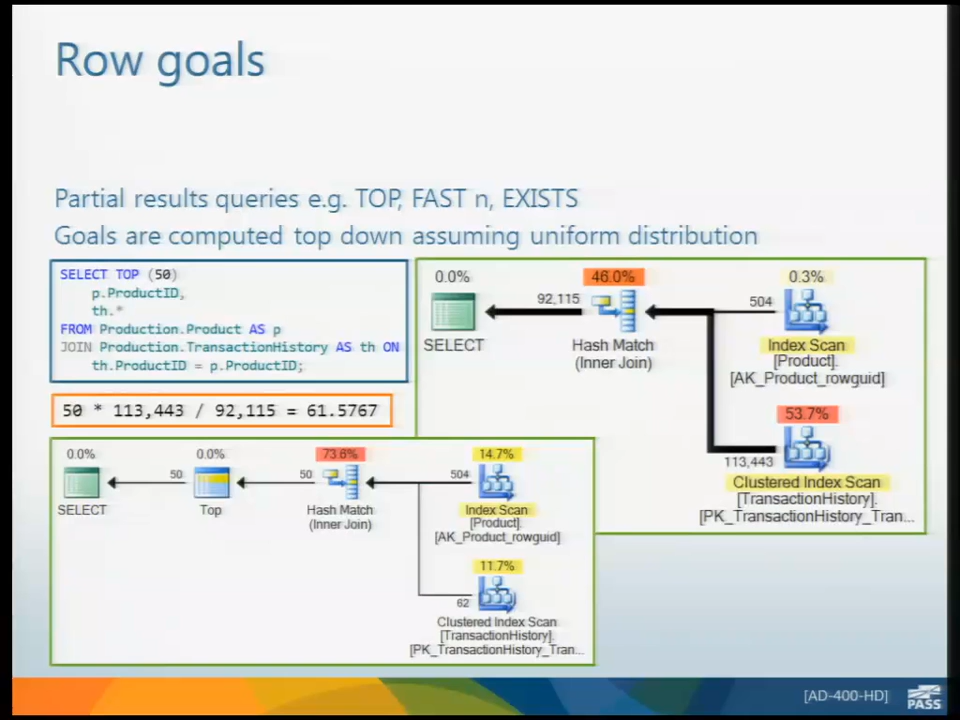 Row goals
Partial results queries e.g. TOP, FAST n, EXISTS
Goals are computed top down assuming uniform distribution
SELECT TOP (50)
p.ProductID,
th.*
FROM Production.Product AS p
JOIN Production.TransactionHistory AS th ON
th.ProductID = p.ProductID;
50 * 113,443 / 92,115 = 61.5767
0.0%
46.0%
0.3%
92,115
504
SELECT
Hash Match
(Inner Join)
Index Scan
[Product].
[AK_Product_rowguid]
53.7%
113,443
Clustered Index Scan
[TransactionHistory].
[PK_TransactionHistory_Tran...
0.0%
0.0%
73.6%
14.7%
50
50
504
SELECT
Top
Hash Match
(Inner Join)
Index Scan
[Product].
[AK_Product_rowguid]
11.7%
62
Clustered Index Scan
[TransactionHistory].
[PK_TransactionHistory_Tran...
[AD-400-HD]
PASS